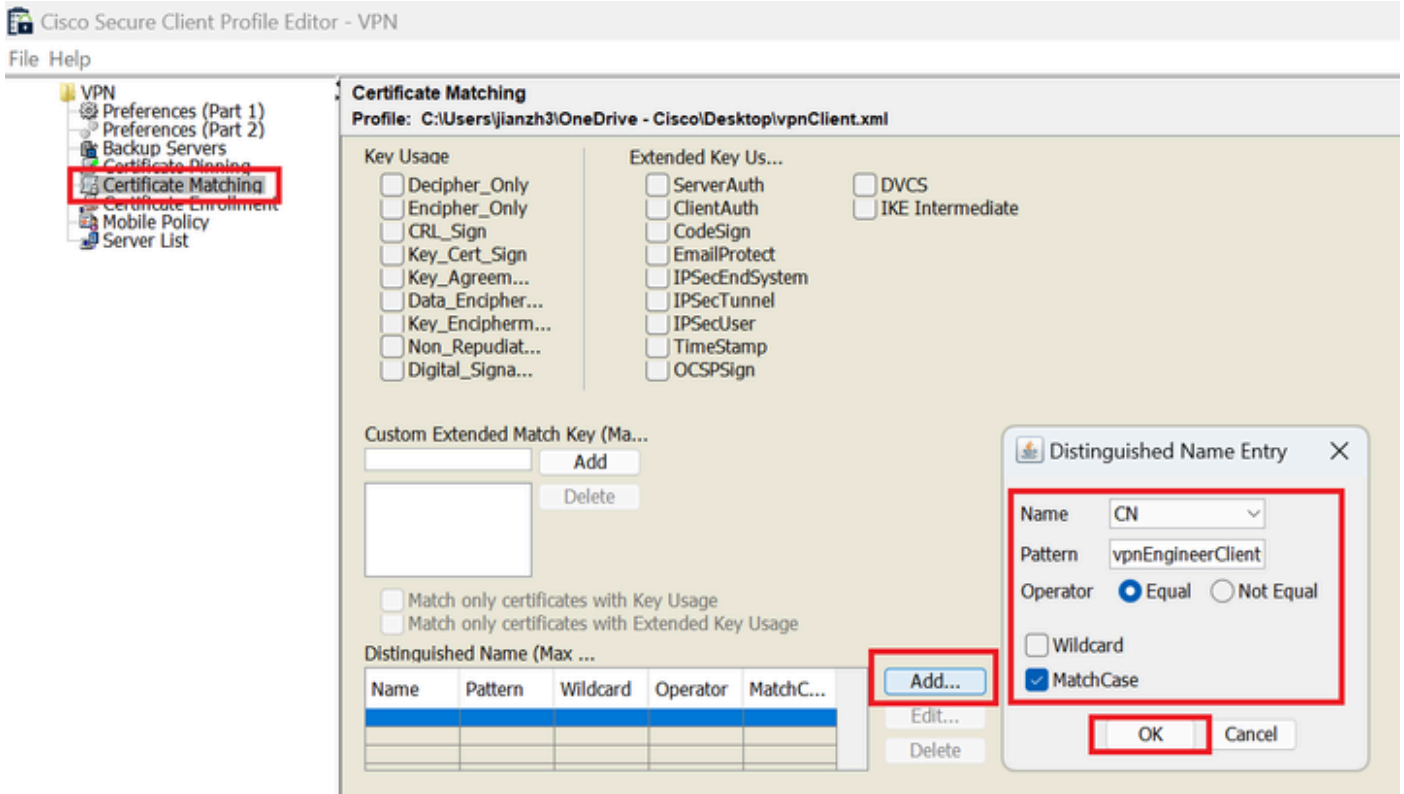 Cisco Secure Client Profile Editor - VPN
File Help
VPN
Preferences (Part 1)
Preferences (Part 2)
Backup Servers
Certificate Pinning
Certificate Matching
Certificate Enrollment
Mobile Policy
Server List
Certificate Matching
Profile: C:\Users\jianzh3\OneDrive - Cisco\Desktop\vpnClient.xml
Key Usage
Decipher_Only
Encipher_Only
CRL_Sign
Key_Cert_Sign
Key_Agreem...
Data_Encipher...
Key_Encipherm...
Non_Repudiat...
Digital_Signa...
Extended Key Us...
ServerAuth
ClientAuth
CodeSign
EmailProtect
IPSecEndSystem
IPSecTunnel
IPSecUser
TimeStamp
OCSPSign
DVCS
IKE Intermediate
Custom Extended Match Key (Ma...
Add
Delete
Match only certificates with Key Usage
Match only certificates with Extended Key Usage
Distinguished Name (Max ...
Name Pattern Wildcard Operator MatchC...
Add...
Edit...
Delete
Distinguished Name Entry
Name CN
Pattern vpnEngineerClient
Operator Equal Not Equal
Wildcard
MatchCase
OK Cancel